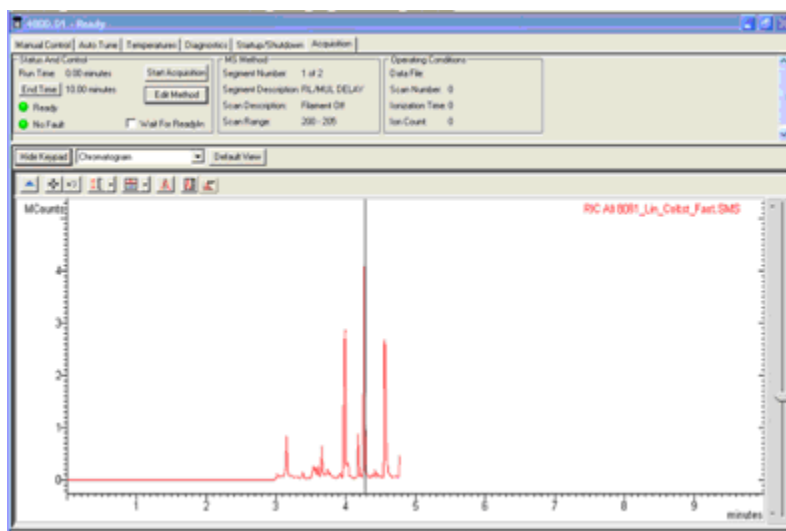 4000.01 - Ready
Manual Control Auto Tune Temperatures Diagnostics Startup/Shutdown Acquisition
Status And Control MS Method Operating Conditions
Run Time 0.00 minutes Start Acquisition Segment Number 1 of 2 Data File
End Time 10.00 minutes Edit Method Segment Description FIL/MUL DELAY Scan Number 0
Ready Scan Description: Filament Off Ionization Time 0
No Fault Wait For ReadyIn Scan Range: 200 - 205 Ion Count 0
Hide Keypad Chromatogram Default View
MCounts
4
3
2
1
0
1 2 3 4 5 6 7 8 9
minutes